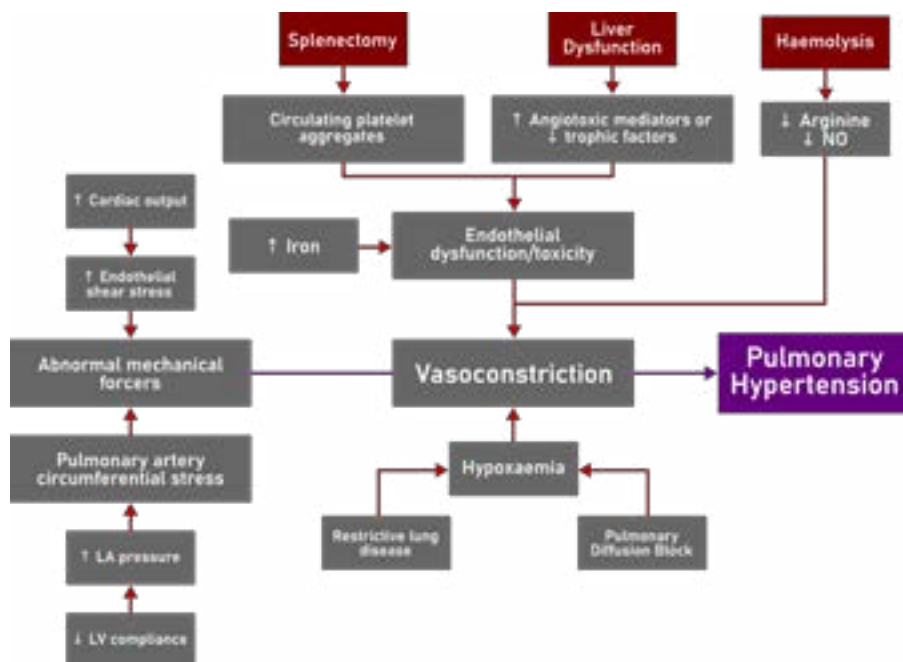 Splenectomy
Liver
Dysfunction
Haemolysis
Circulating platelet
aggregates
↑ Angiotoxic mediators or
↓ trophic factors
↓ Arginine
↓ NO
↑ Cardiac output
↑ Iron
Endothelial
dysfunction/toxicity
↑ Endothelial
shear stress
Abnormal mechanical
forcers
Vasoconstriction
Pulmonary
Hypertension
Pulmonary artery
circumferential stress
Hypoxaemia
↑ LA pressure
Restrictive lung
disease
Pulmonary
Diffusion Block
↓ LV compliance